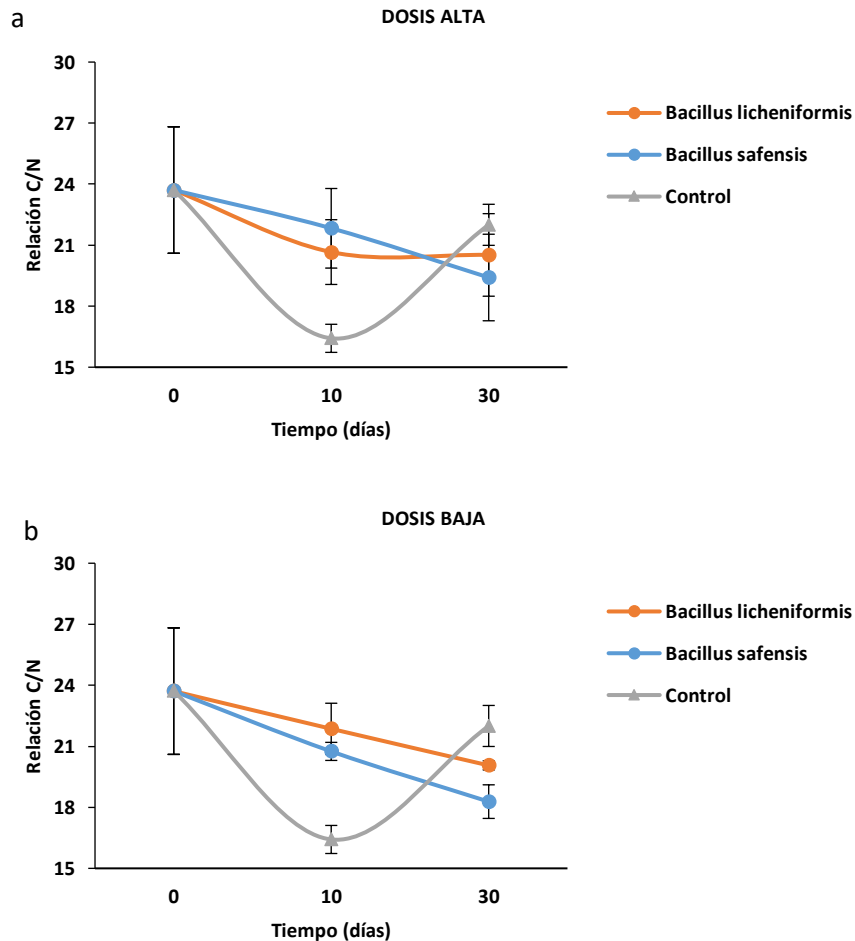 a
DOSIS ALTA
30
27
24
21
18
15
Relación C/N
0 10 30
Tiempo (días)
Bacillus licheniformis
Bacillus safensis
Control
b
DOSIS BAJA
30
27
24
21
18
15
Relación C/N
0 10 30
Tiempo (días)
Bacillus licheniformis
Bacillus safensis
Control